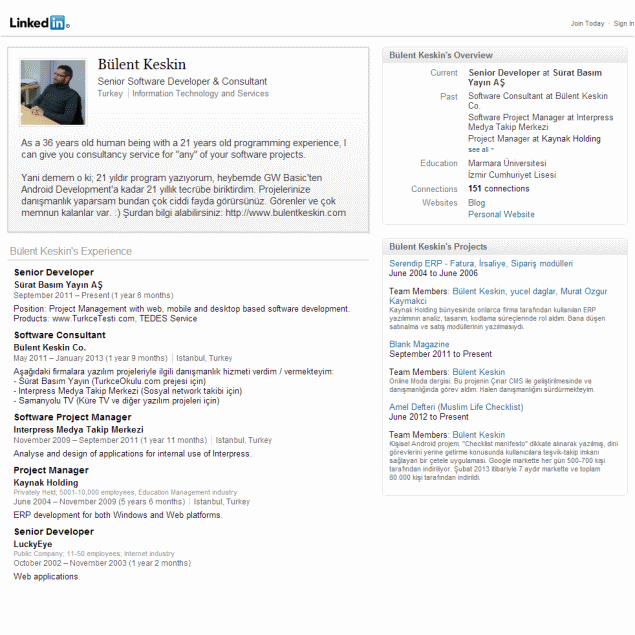 Linked in
Join Today · Sign In
Bülent Keskin
Senior Software Developer & Consultant
Turkey | Information Technology and Services
As a 36 years old human being with a 21 years old programming experience, I
can give you consultancy service for "any" of your software projects.
Yani demem o ki; 21 yıldır program yazıyorum, heybemde GW Basic'ten
Android Development'a kadar 21 yıllık tecrübe biriktirdim. Projelerinize
danışmanlık yaparsam bundan çok ciddi fayda görürsünüz. Görenler ve çok
memnun kalanlar var. :) Şurdan bilgi alabilirsiniz: http://www.bulentkeskin.com
Bülent Keskin's Experience
Senior Developer
Sürat Basım Yayın AŞ
September 2011 – Present (1 year 6 months)
Position: Project Management with web, mobile and desktop based software development.
Products: www.TurkceTesti.com, TEDES Service
Software Consultant
Bülent Keskin Co.
May 2011 – January 2013 (1 year 9 months) | Istanbul, Turkey
Aşağıdaki firmalara yazılım projeleriyle ilgili danışmanlık hizmeti verdim / vermekteyim:
- Sürat Basım Yayın (TurkceOkulu.com prejesi için)
- Interpress Medya Takip Merkezi (Sosyal network takibi için)
- Samanyolu TV (Küre TV ve diğer yazılım projeleri için)
Software Project Manager
Interpress Medya Takip Merkezi
November 2009 – September 2011 (1 year 11 months) | Istanbul, Turkey
Analyse and design of applications for internal use of Interpress.
Project Manager
Kaynak Holding
Privately Held; 5001-10,000 employees; Education Management industry
June 2004 – November 2009 (5 years 6 months) | Istanbul, Turkey
ERP development for both Windows and Web platforms.
Senior Developer
LuckyEye
Public Company; 11-50 employees; Internet industry
October 2002 – November 2003 (1 year 2 months)
Web applications.
Bülent Keskin's Overview
Current Senior Developer at Sürat Basım
Yayın AŞ
Past Software Consultant at Bülent Keskin
Co.
Software Project Manager at Interpress
Medya Takip Merkezi
Project Manager at Kaynak Holding
see all
Education Marmara Üniversitesi
İzmir Cumhuriyet Lisesi
Connections 151 connections
Websites Blog
Personal Website
Bülent Keskin's Projects
Serendip ERP - Fatura, İrsaliye, Sipariş modülleri
June 2004 to June 2006
Team Members: Bülent Keskin, yucel daglar, Murat Ozgur
Kaymakci
Kaynak Holding bünyesinde onlarca firma tarafından kullanılan ERP
yazılımının analiz, tasarım, kodlama süreçlerinde rol aldım. Bana düşen
satınalma ve satış modüllerinin yazılmasıydı.
Blank Magazine
September 2011 to Present
Team Members: Bülent Keskin
Online Moda dergisi. Bu projenin Çınar CMS ile geliştirilmesinde ve
danışmanlığında görev aldım. Halen danışmanlığını sürdürmekteyim.
Amel Defteri (Muslim Life Checklist)
June 2012 to Present
Team Members: Bülent Keskin
Kişisel Android projem. "Checklist manifesto" dikkate alınarak yazılmış, dini
görevlerini yerine getirme konusunda kullanıcılara teşvik-takip imkanı
sağlayan bir çetele uygulaması. Google markette her gün 500-700 kişi
tarafından indiriliyor. Şubat 2013 itibariyle 7 aydır markette ve toplam
80.000 kişi tarafından indirildi.